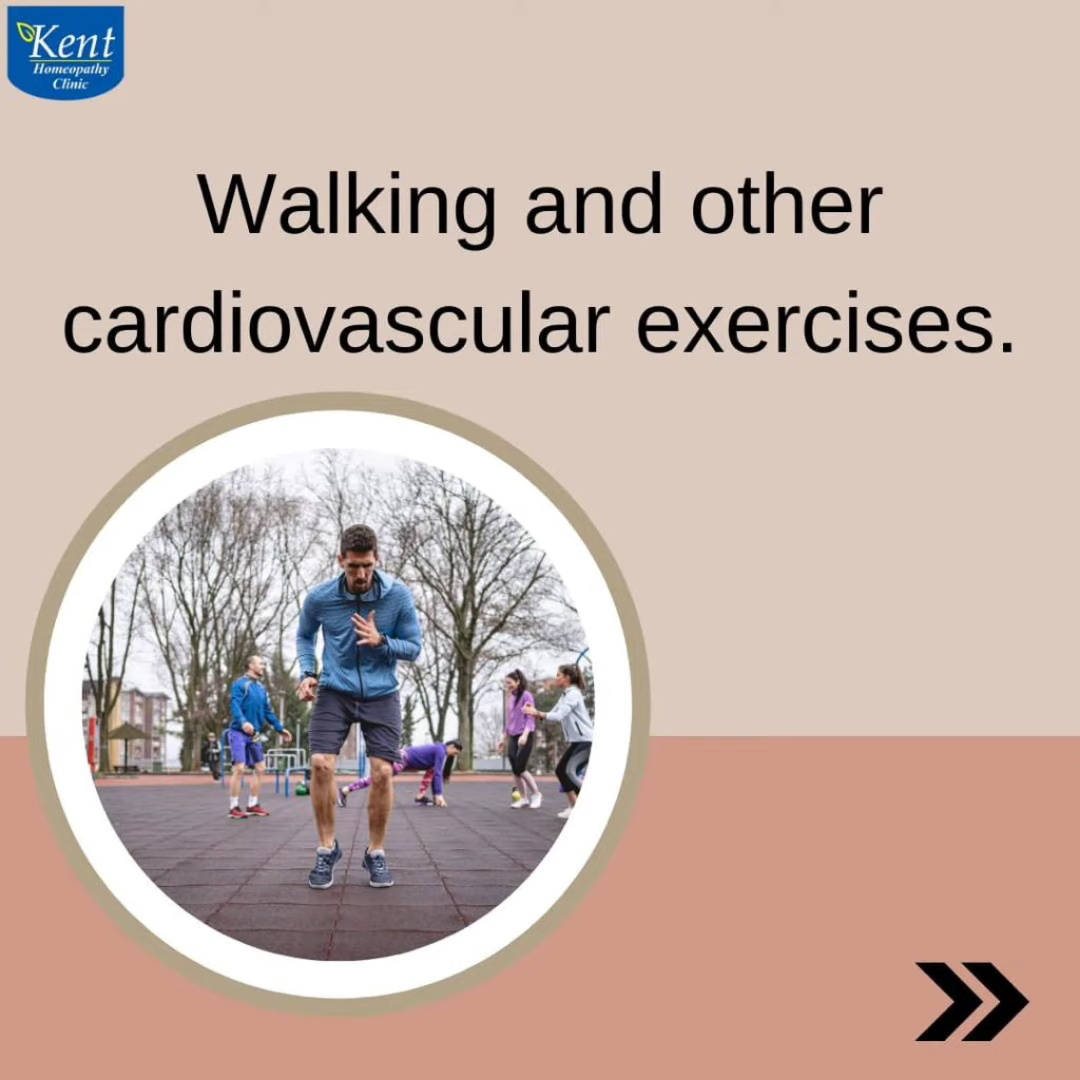 Kent
Homeopathy
Clinic
Walking and other
cardiovascular exercises.